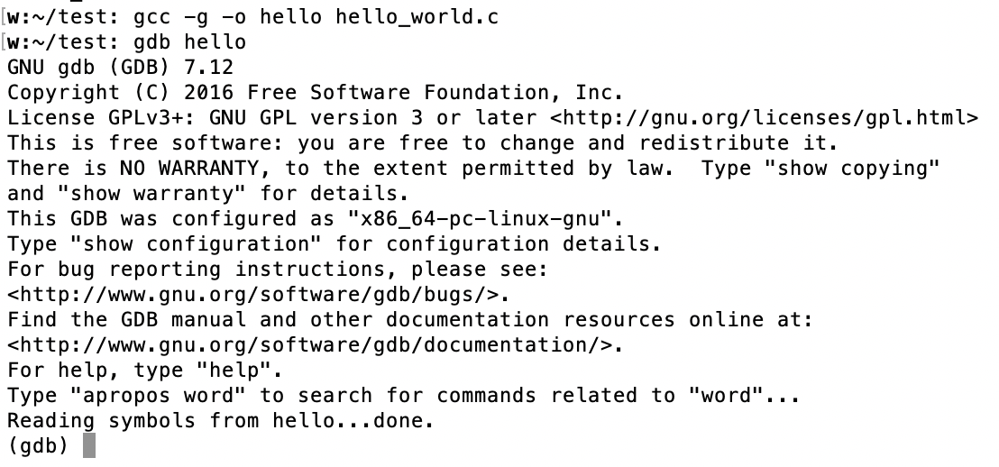 [w:~/test: gcc -g -o hello hello_world.c
[w:~/test: gdb hello
GNU gdb (GDB) 7.12
Copyright (C) 2016 Free Software Foundation, Inc.
License GPLv3+: GNU GPL version 3 or later <http://gnu.org/licenses/gpl.html>
This is free software: you are free to change and redistribute it.
There is NO WARRANTY, to the extent permitted by law.  Type "show copying"
and "show warranty" for details.
This GDB was configured as "x86_64-pc-linux-gnu".
Type "show configuration" for configuration details.
For bug reporting instructions, please see:
<http://www.gnu.org/software/gdb/bugs/>.
Find the GDB manual and other documentation resources online at:
<http://www.gnu.org/software/gdb/documentation/>.
For help, type "help".
Type "apropos word" to search for commands related to "word"...
Reading symbols from hello...done.
(gdb)